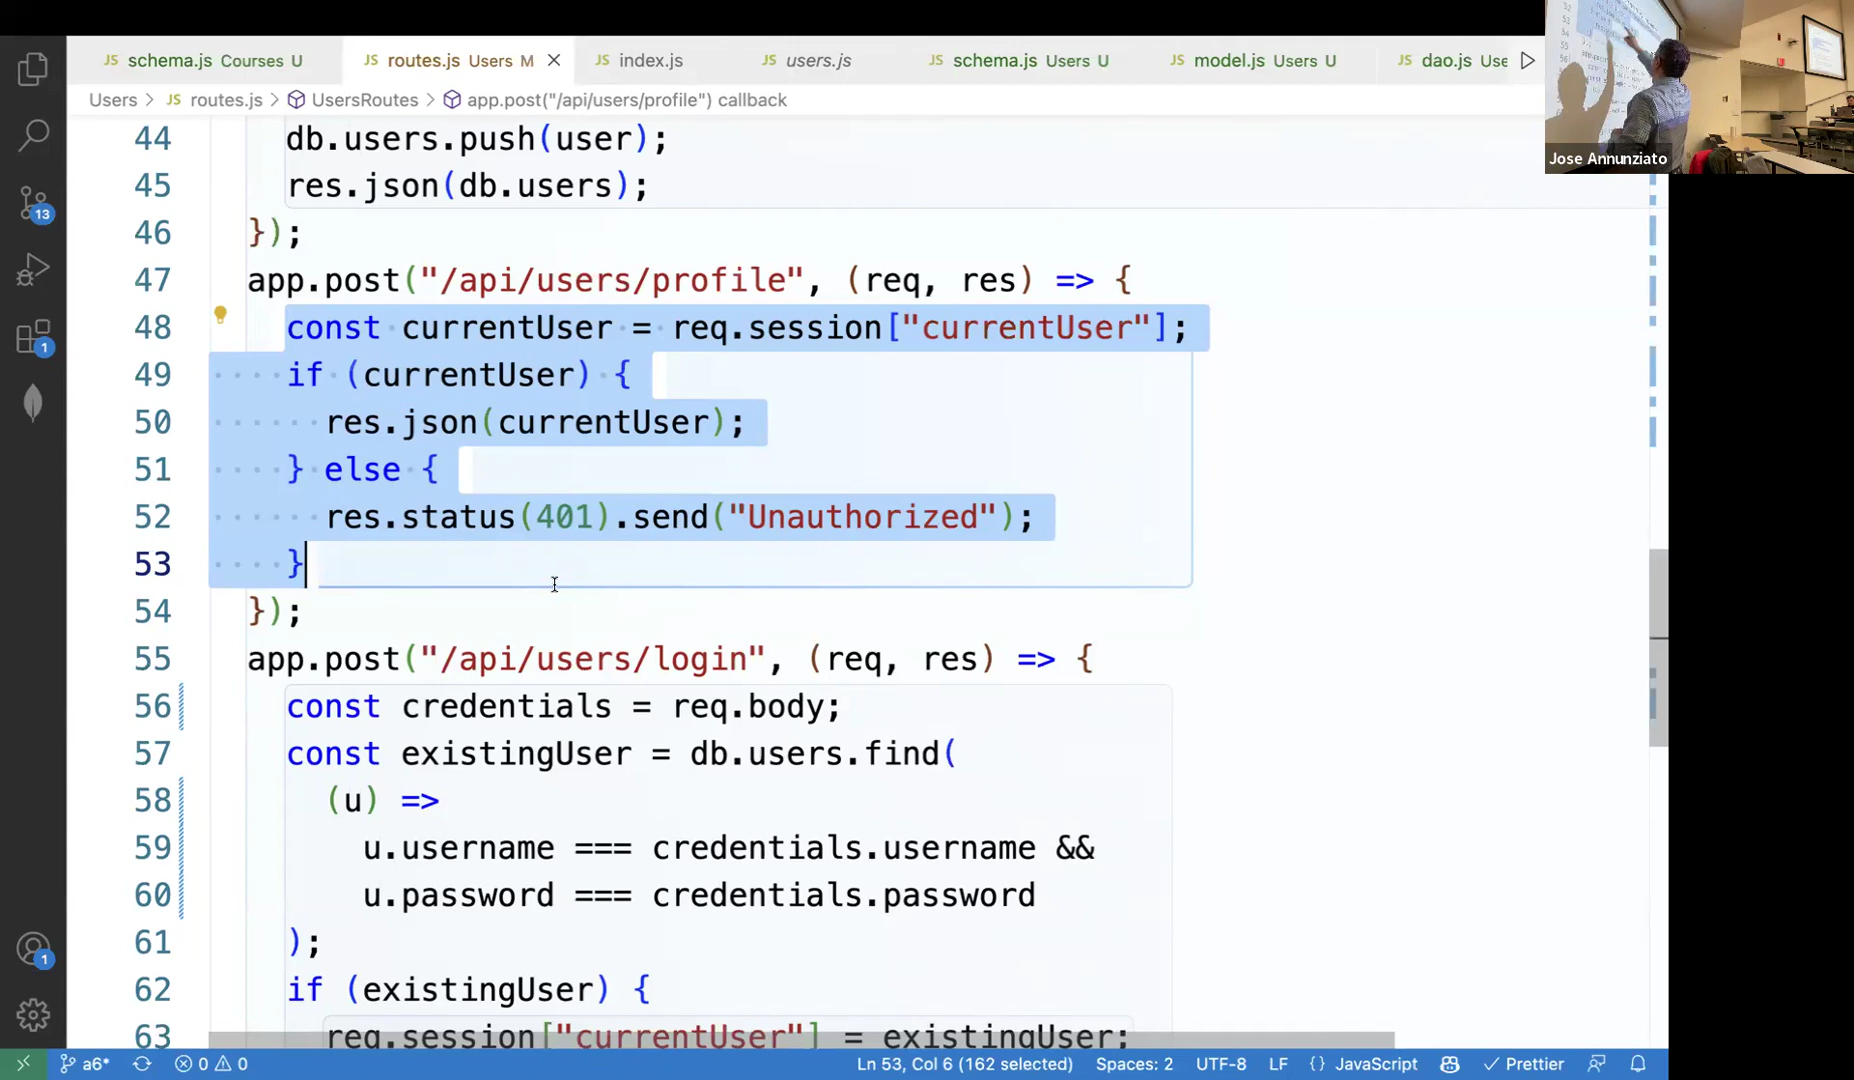 schema.js Courses U
routes.js Users M
index.js
users.js
schema.js Users U
model.js Users U
dao.js Use
Users > routes.js > UsersRoutes > app.post("/api/users/profile") callback
44 db.users.push(user);
45 res.json(db.users);
46 });
47 app.post("/api/users/profile", (req, res) => {
48 const currentUser = req.session["currentUser"];
49 if (currentUser) {
50 res.json(currentUser);
51 } else {
52 res.status(401).send("Unauthorized");
53 }
54 });
55 app.post("/api/users/login", (req, res) => {
56 const credentials = req.body;
57 const existingUser = db.users.find(
58 (u) =>
59 u.username === credentials.username &&
60 u.password === credentials.password
61 );
62 if (existingUser) {
63 req.session["currentUser"] = existingUser;
13
1
1
a6* 0 0 Ln 53, Col 6 (162 selected) Spaces: 2 UTF-8 LF {} JavaScript Prettier
Jose Annunziato